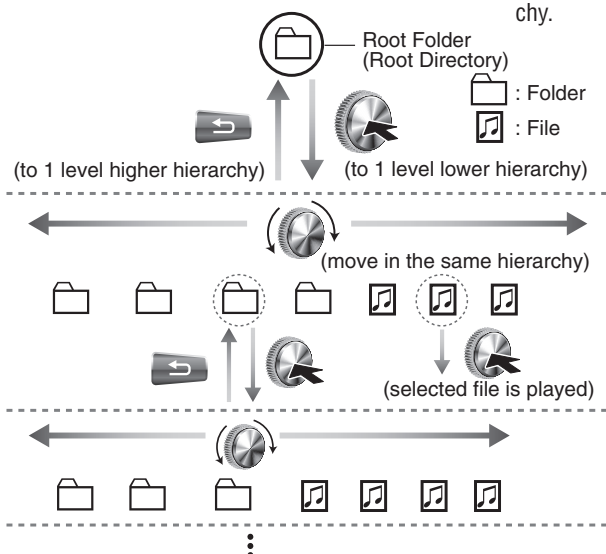 chy.
Root Folder
(Root Directory)
: Folder
: File
(to 1 level higher hierarchy)
(to 1 level lower hierarchy)
(move in the same hierarchy)
(selected file is played)